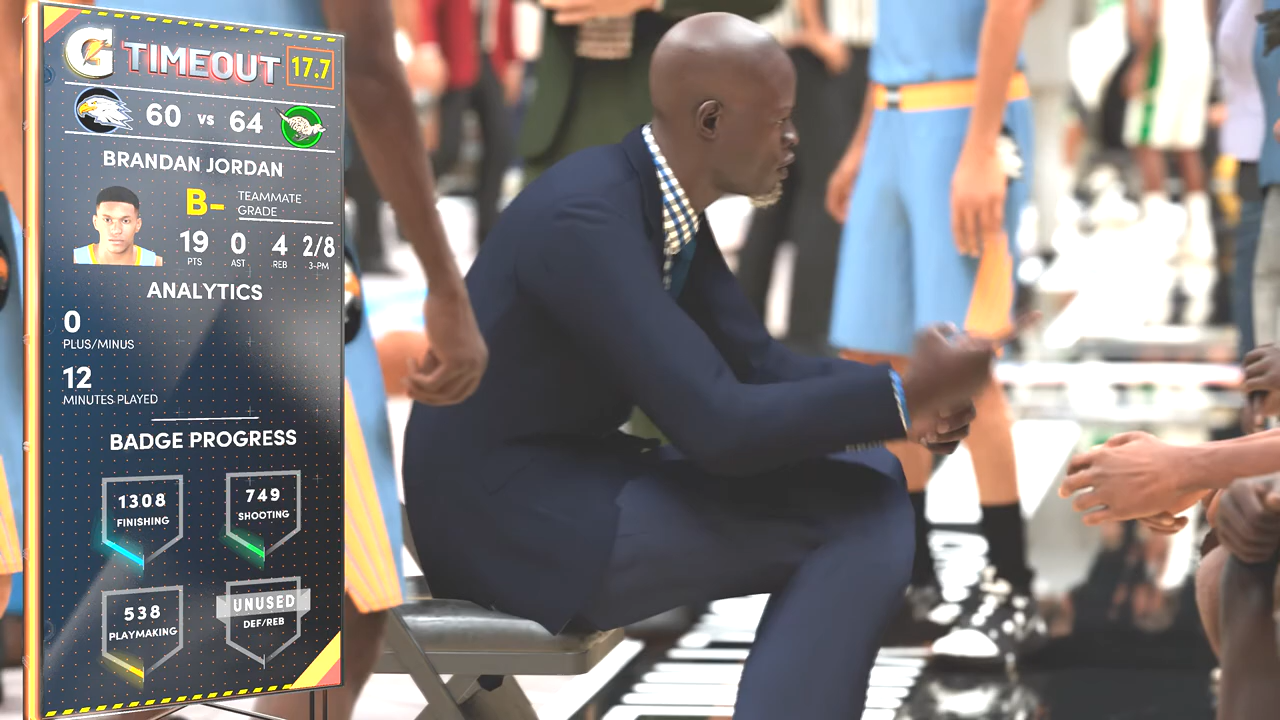 G TIMEOUT 17.7
60 vs 64
BRANDAN JORDAN
B- TEAMMATE
GRADE
19 0 4 2/8
PTS AST REB 3-PM
ANALYTICS
0
PLUS/MINUS
12
MINUTES PLAYED
BADGE PROGRESS
1308 749
FINISHING SHOOTING
538 UNUSED
PLAYMAKING DEF/REB